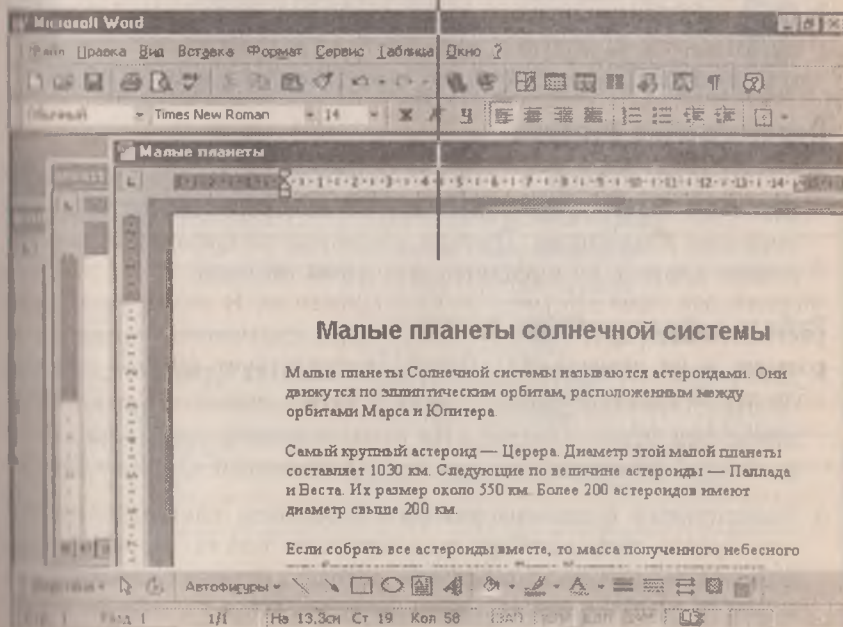 Microsoft Word
Файл Правка Вид Вставка Формат Сервис Таблица Окно ?
Обычный Times New Roman 14 Ж К Ч
Малые планеты
Малые планеты солнечной системы
Малые планеты Солнечной системы называются астероидами. Они
движутся по эллиптическим орбитам, расположенным между
орбитами Марса и Юпитера.
Самый крупный астероид — Церера. Диаметр этой малой планеты
составляет 1030 км. Следующие по величине астероиды — Паллада
и Веста. Их размер около 550 км. Более 200 астероидов имеют
диаметр свыше 200 км.
Если собрать все астероиды вместе, то масса полученного небесного
Автофигуры
1/1 На 13,3см Ст 19 Кол 58